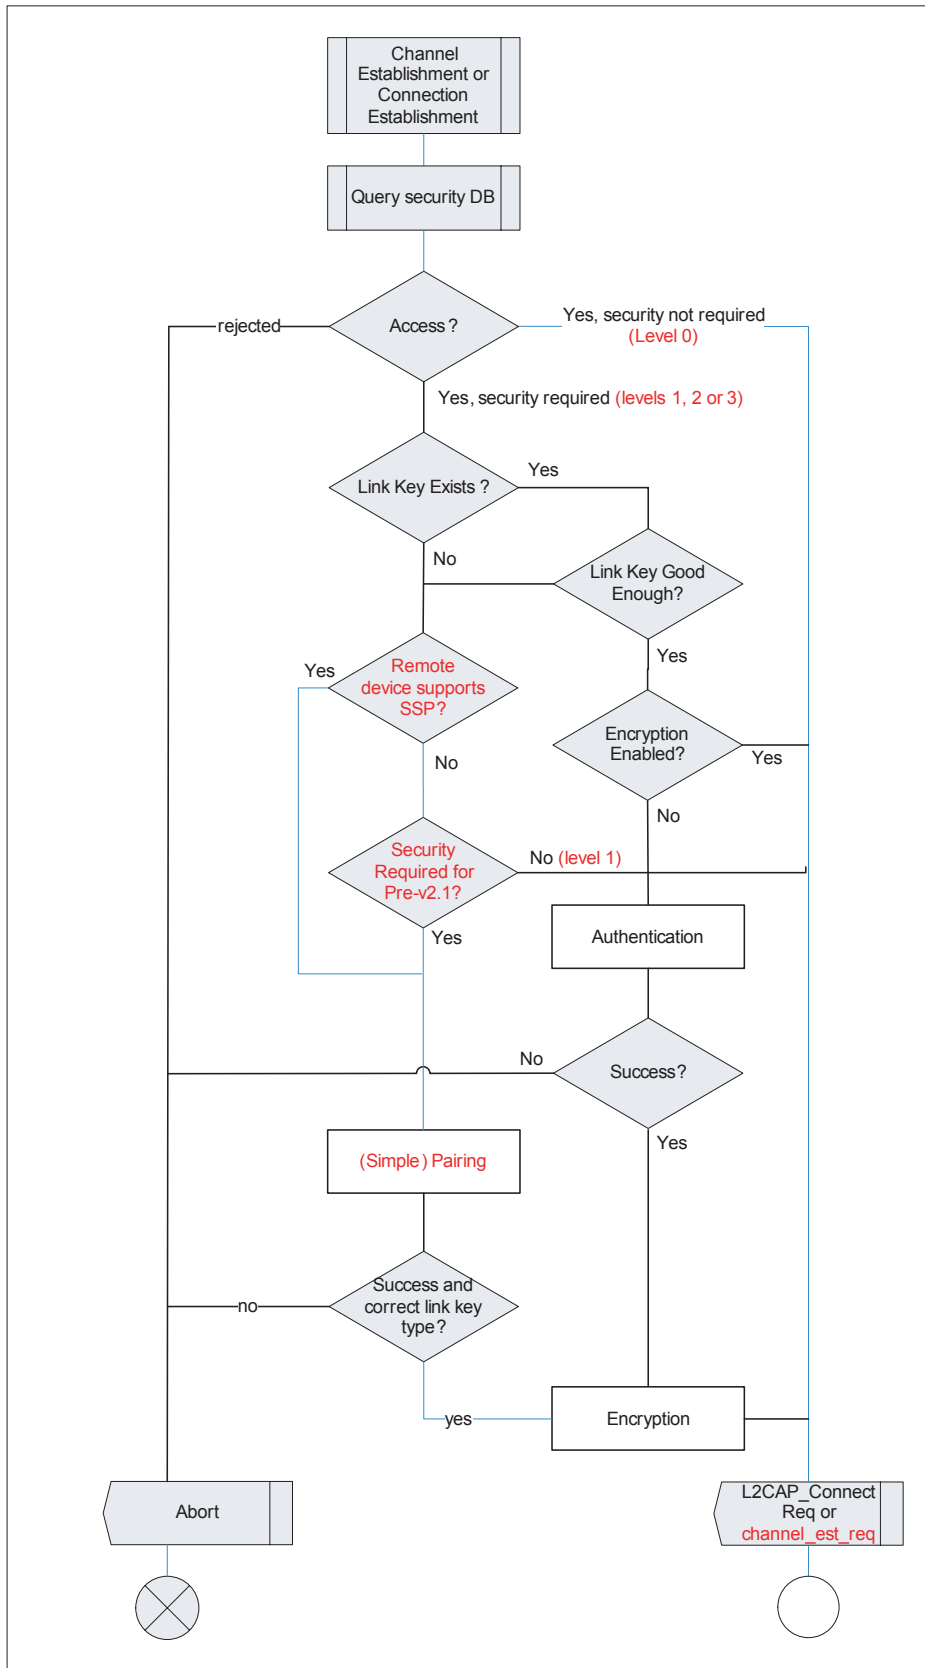 Channel
Establishment or
Connection
Establishment
Query security DB
rejected
Access?
Yes, security not required
(Level 0)
Yes, security required (levels 1, 2 or 3)
Link Key Exists?
Yes
No
Link Key Good
Enough?
Yes
Yes
Remote
device supports
SSP?
Encryption
Enabled?
Yes
No
No
Security
Required for
Pre-v2.1?
No (level 1)
Yes
Authentication
No
Success?
Yes
(Simple) Pairing
Success and
correct link key
type?
no
yes
Encryption
Abort
L2CAP_Connect
Req or
channel_est_req